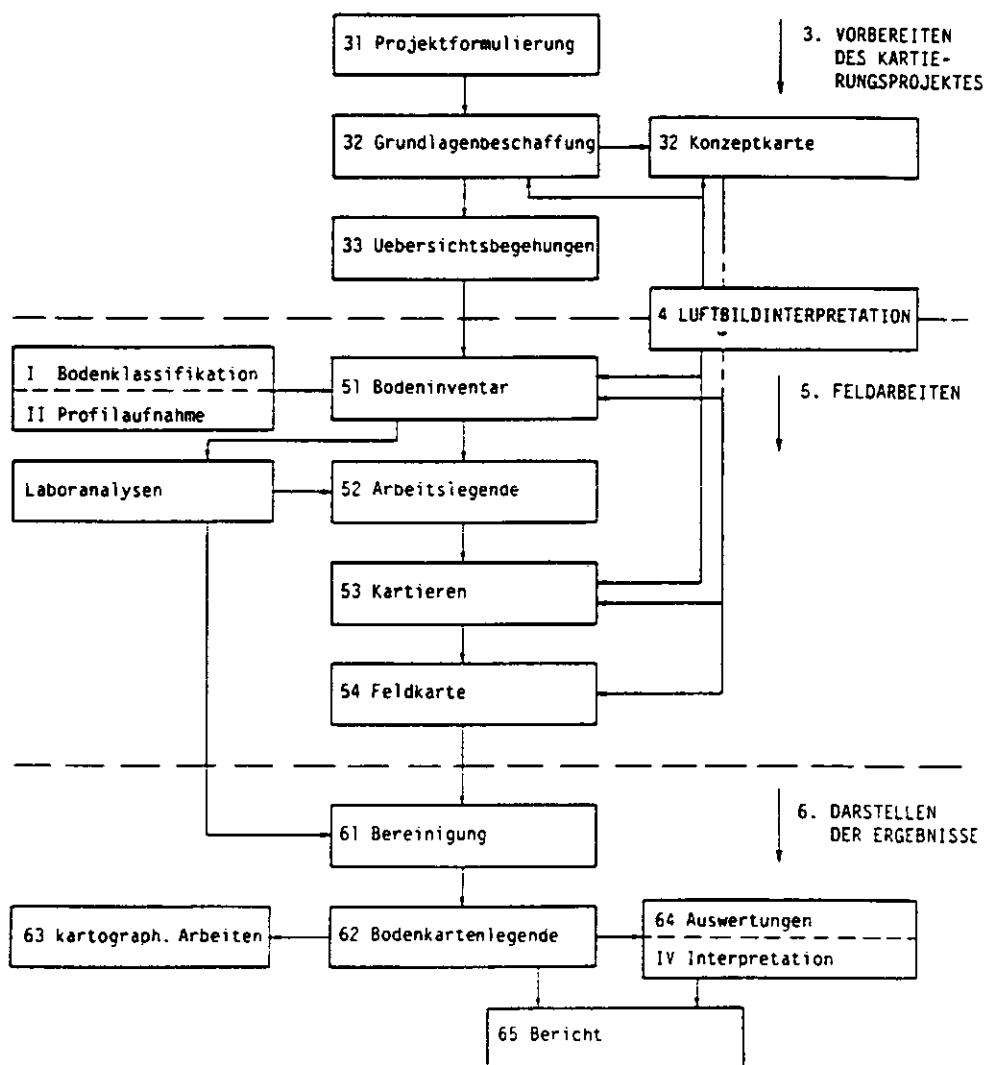 31 Projektformulierung
3. VORBEREITEN
DES KARTIE-
RUNGSPROJEKTES
32 Grundlagenbeschaffung
32 Konzeptkarte
33 Uebersichtsbegehungen
4 LUFTBILDINTERPRETATION
I Bodenklassifikation
II Profilaufnahme
51 Bodeninventar
5. FELDARBEITEN
Laboranalysen
52 Arbeitslegende
53 Kartieren
54 Feldkarte
61 Bereinigung
6. DARSTELLEN
DER ERGEBNISSE
63 kartograph. Arbeiten
62 Bodenkartenlegende
64 Auswertungen
IV Interpretation
65 Bericht